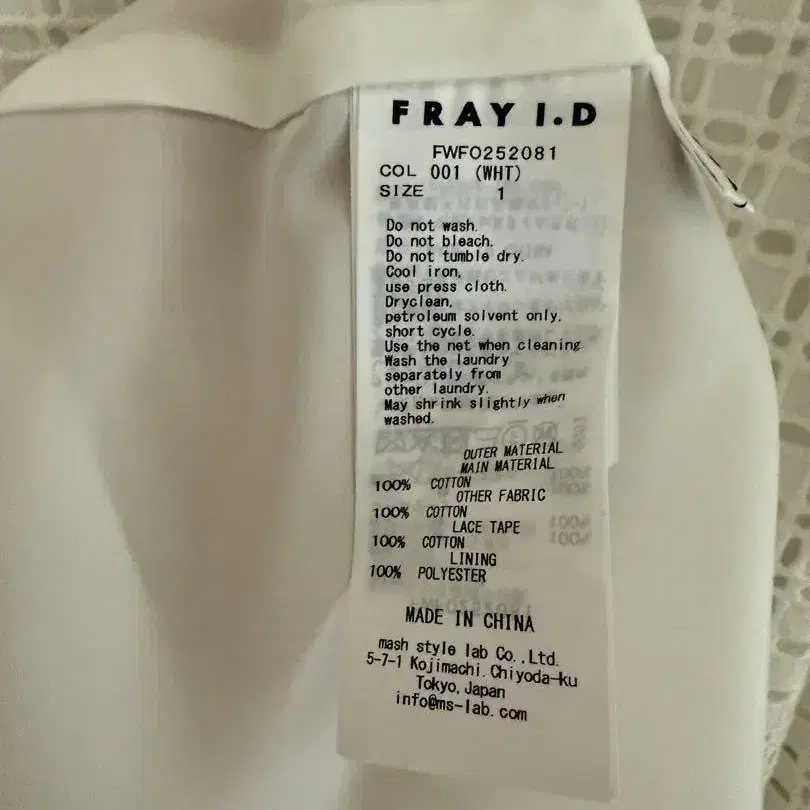 FRAY I.D
FWFO252081
COL 001 (WHT)
SIZE 1
Do not wash.
Do not bleach.
Do not tumble dry.
Cool iron,
use press cloth.
Dryclean,
petroleum solvent only,
short cycle.
Use the net when cleaning
Wash the laundry
separately from
other laundry.
May shrink slightly when
washed.
OUTER MATERIAL
MAIN MATERIAL
100% COTTON
OTHER FABRIC
100% COTTON
LACE TAPE
100% COTTON
LINING
100% POLYESTER
MADE IN CHINA
mash style lab Co.,Ltd.
5-7-1 Kojimachi.Chiyoda-ku
Tokyo,Japan
info@ms-lab.com